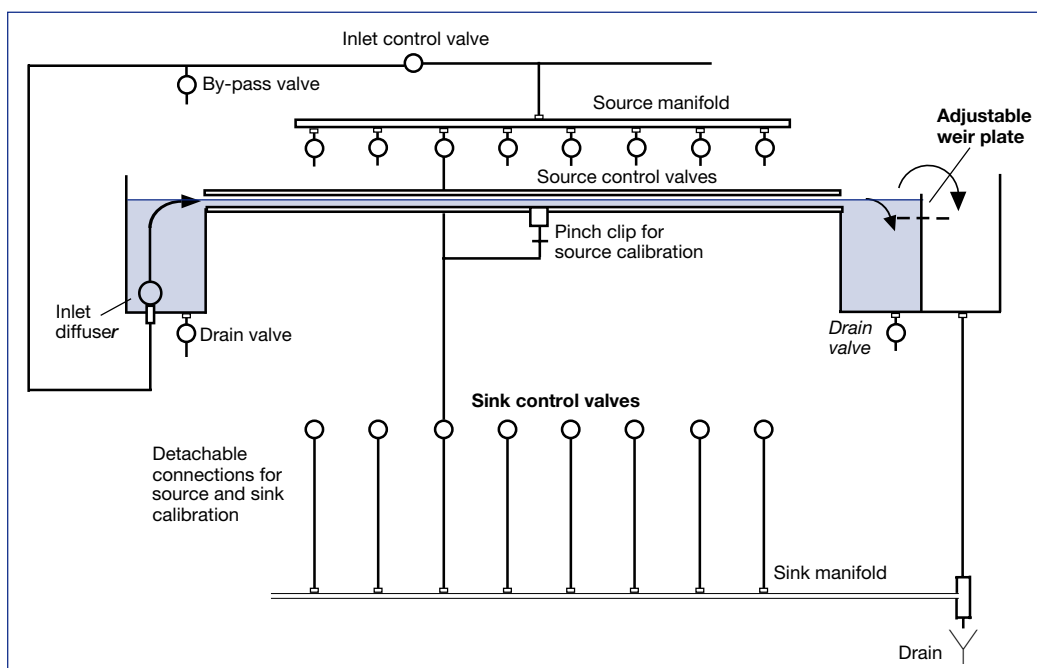 Inlet control valve
By-pass valve
Source manifold
Adjustable
weir plate
Source control valves
Pinch clip for
source calibration
Inlet
diffuser
Drain valve
Drain
valve
Sink control valves
Detachable
connections for
source and sink
calibration
Sink manifold
Drain